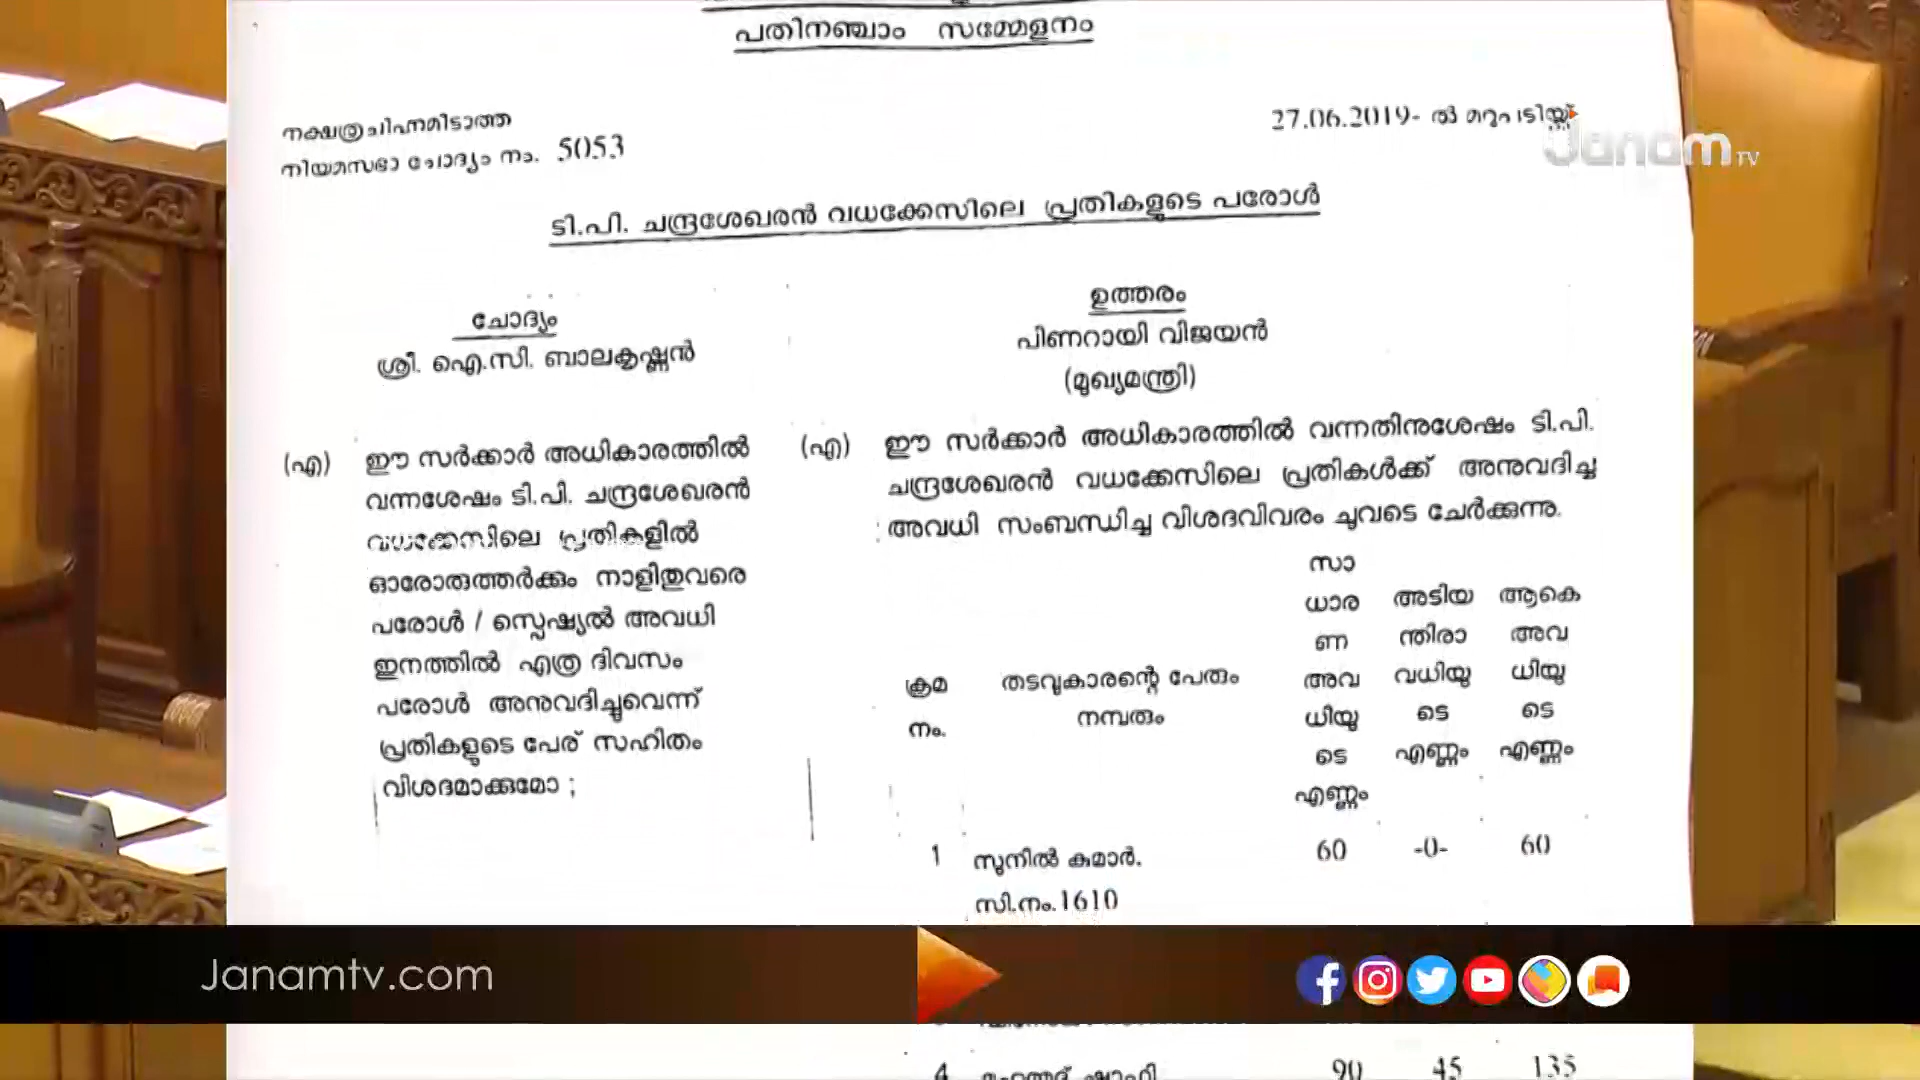 പതിനഞ്ചാം സമ്മേളനം
നക്ഷത്രചിഹ്നമിടാത്ത
നിയമസഭാ ചോദ്യം നം. 5053
27.06.2019- ൽ മറുപടിയ്ക്ക്
Janam TV
ടി.പി. ചന്ദ്രശേഖരൻ വധക്കേസിലെ പ്രതികളുടെ പരോൾ
ചോദ്യം
ശ്രീ. ഐ.സി. ബാലകൃഷ്ണൻ
ഉത്തരം
പിണറായി വിജയൻ
(മുഖ്യമന്ത്രി)
(എ) ഈ സർക്കാർ അധികാരത്തിൽ
വന്നശേഷം ടി.പി. ചന്ദ്രശേഖരൻ
വധക്കേസിലെ പ്രതികളിൽ
ഓരോരുത്തർക്കും നാളിതുവരെ
പരോൾ / സ്പെഷ്യൽ അവധി
ഇനത്തിൽ എത്ര ദിവസം
പരോൾ അനുവദിച്ചുവെന്ന്
പ്രതികളുടെ പേര് സഹിതം
വിശദമാക്കുമോ ;
(എ) ഈ സർക്കാർ അധികാരത്തിൽ വന്നതിനുശേഷം ടി.പി.
ചന്ദ്രശേഖരൻ വധക്കേസിലെ പ്രതികൾക്ക് അനുവദിച്ച
അവധി സംബന്ധിച്ച വിശദവിവരം ചുവടെ ചേർക്കുന്നു.
ക്രമ
നം.
തടവുകാരന്റെ പേരും
നമ്പരും
സാ
ധാര
ണ
അവ
ധിയു
ടെ
എണ്ണം
അടിയ
ന്തിരാ
വധിയു
ടെ
എണ്ണം
ആകെ
അവ
ധിയു
ടെ
എണ്ണം
1 സുനിൽ കുമാർ. 60 -0- 60
സി.നം.1610
Janamtv.com
4 മുഹമ്മദ് ഷാഫി 90 45 135